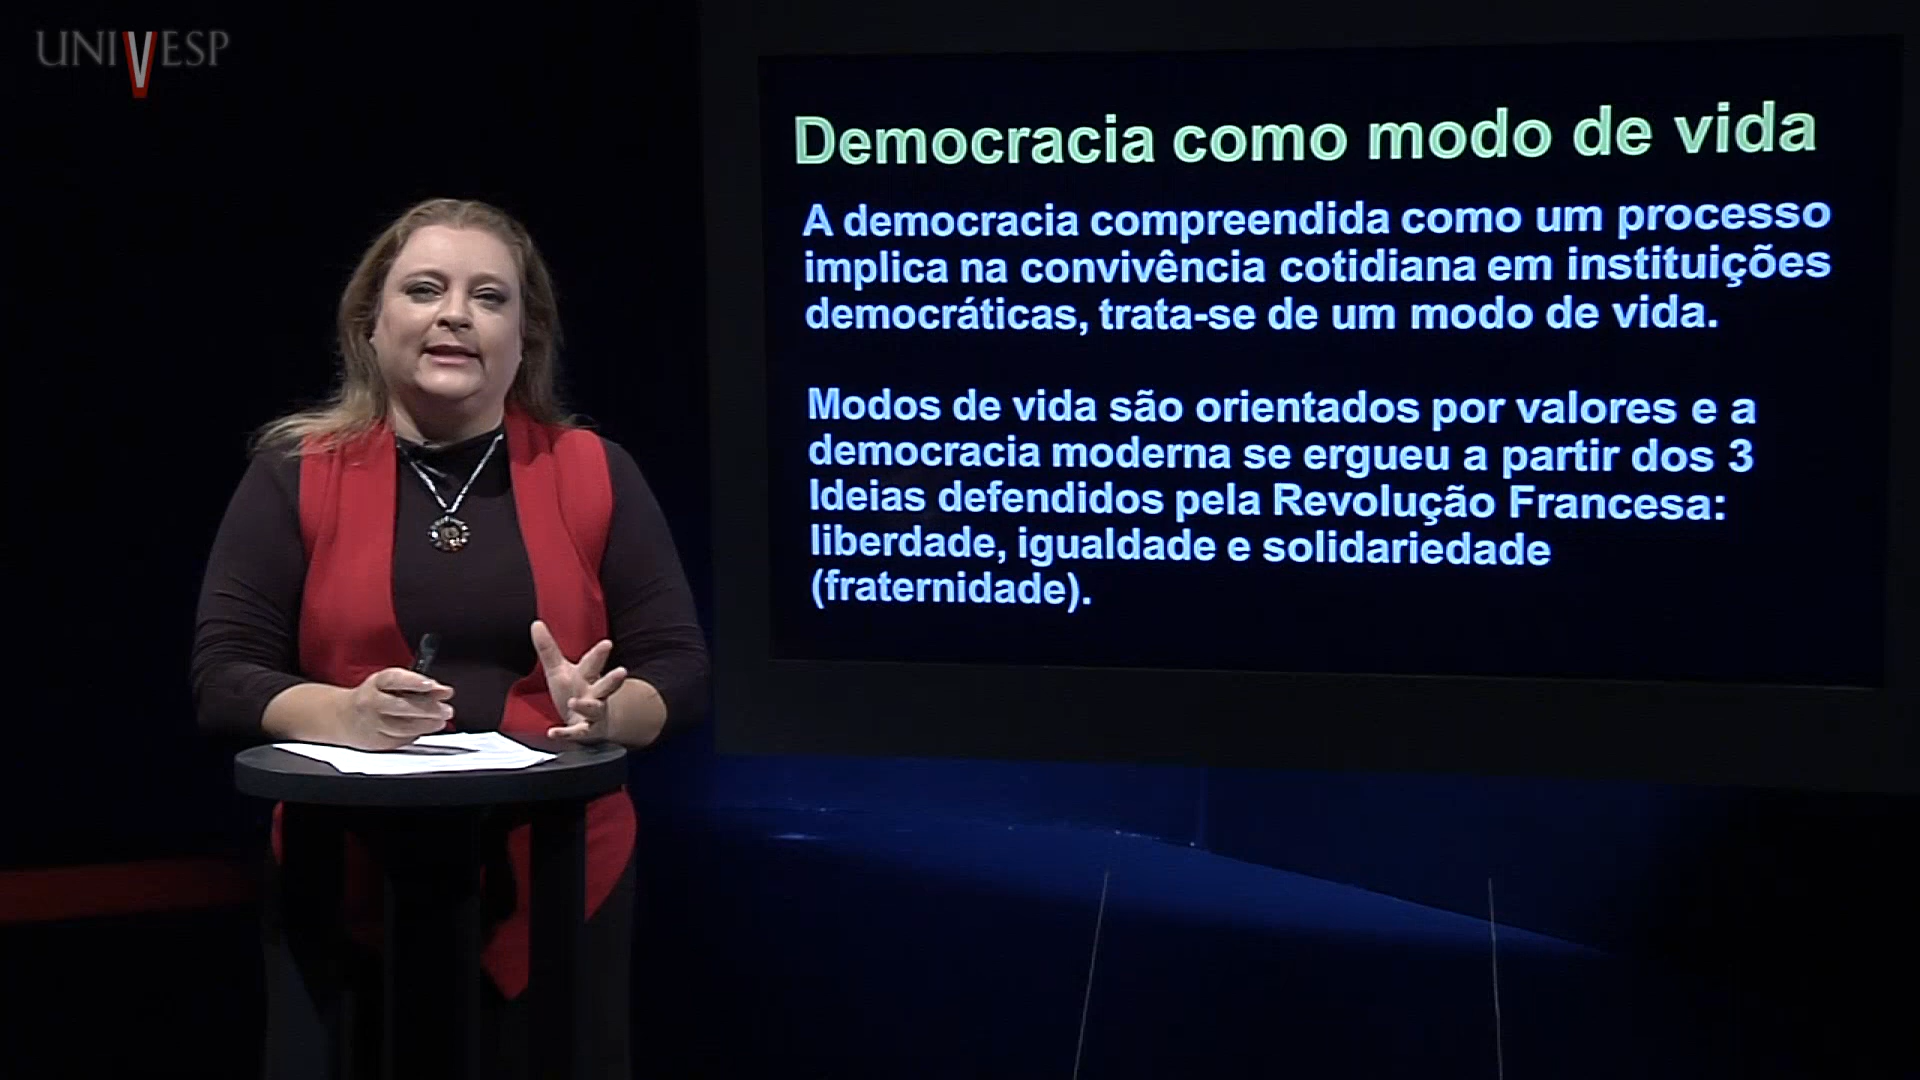 UNIVESP
Democracia como modo de vida
A democracia compreendida como um processo
implica na convivência cotidiana em instituições
democráticas, trata-se de um modo de vida.
Modos de vida são orientados por valores e a
democracia moderna se ergueu a partir dos 3
Ideias defendidos pela Revolução Francesa:
liberdade, igualdade e solidariedade
(fraternidade).